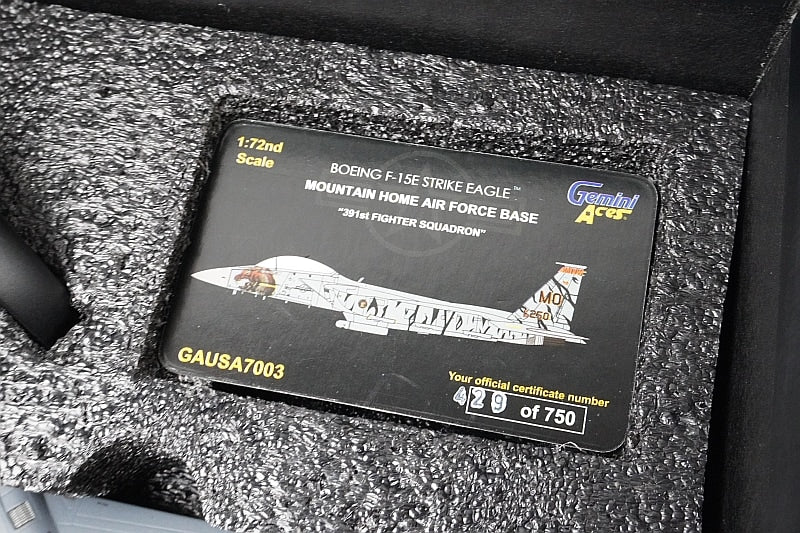 1:72nd
Scale
BOEING F-15E STRIKE EAGLE™
MOUNTAIN HOME AIR FORCE BASE
"391st FIGHTER SQUADRON"
Gemini
Aces
MO
GAUSA7003
Your official certificate number
429 of 750